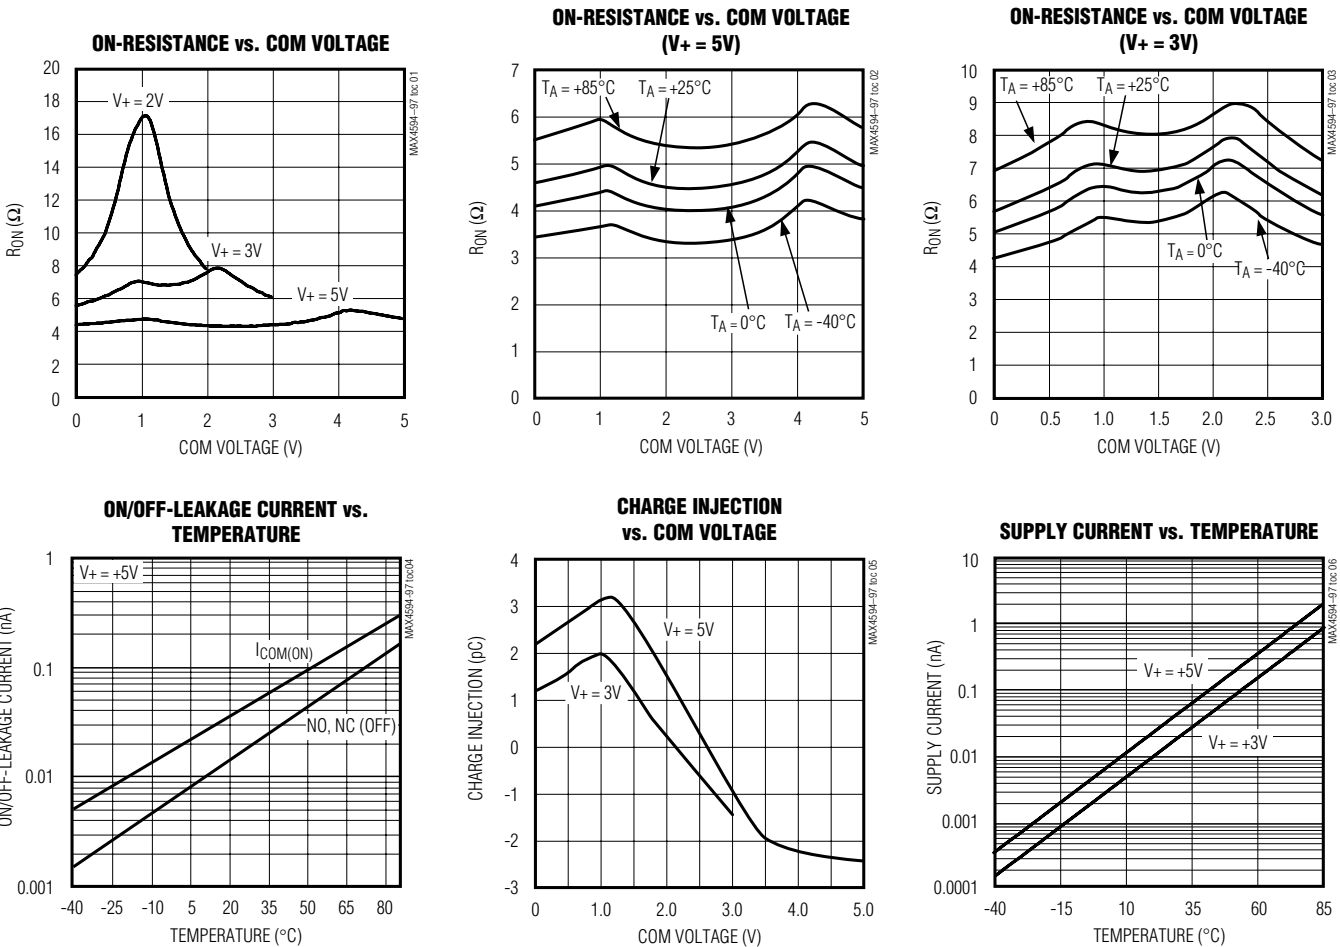 ON-RESISTANCE vs. COM VOLTAGE
20
18
16
14
12
10
8
6
4
2
0
RON (Ω)
V+ = 2V
V+ = 3V
V+ = 5V
MAX4594–97 toc 01
0 1 2 3 4 5
COM VOLTAGE (V)
ON-RESISTANCE vs. COM VOLTAGE
(V+ = 5V)
7
6
5
4
3
2
1
0
RON (Ω)
TA = +85°C
TA = +25°C
TA = 0°C
TA = -40°C
MAX4594–97 toc 02
0 1 2 3 4 5
COM VOLTAGE (V)
ON-RESISTANCE vs. COM VOLTAGE
(V+ = 3V)
10
9
8
7
6
5
4
3
2
1
0
RON (Ω)
TA = +85°C
TA = +25°C
TA = 0°C
TA = -40°C
MAX4594–97 toc 03
0 0.5 1.0 1.5 2.0 2.5 3.0
COM VOLTAGE (V)
ON/OFF-LEAKAGE CURRENT vs.
TEMPERATURE
1
0.1
0.01
0.001
ON/OFF-LEAKAGE CURRENT (nA)
V+ = +5V
ICOM(ON)
NO, NC (OFF)
MAX4594–97 toc04
-40 -25 -10 5 20 35 50 65 80
TEMPERATURE (°C)
CHARGE INJECTION
vs. COM VOLTAGE
4
3
2
1
0
-1
-2
-3
CHARGE INJECTION (pC)
V+ = 5V
V+ = 3V
MAX4594–97 toc 05
0 1.0 2.0 3.0 4.0 5.0
COM VOLTAGE (V)
SUPPLY CURRENT vs. TEMPERATURE
10
1
0.1
0.01
0.001
0.0001
SUPPLY CURRENT (nA)
V+ = +5V
V+ = +3V
MAX4594–97 toc 06
-40 -15 10 35 60 85
TEMPERATURE (°C)